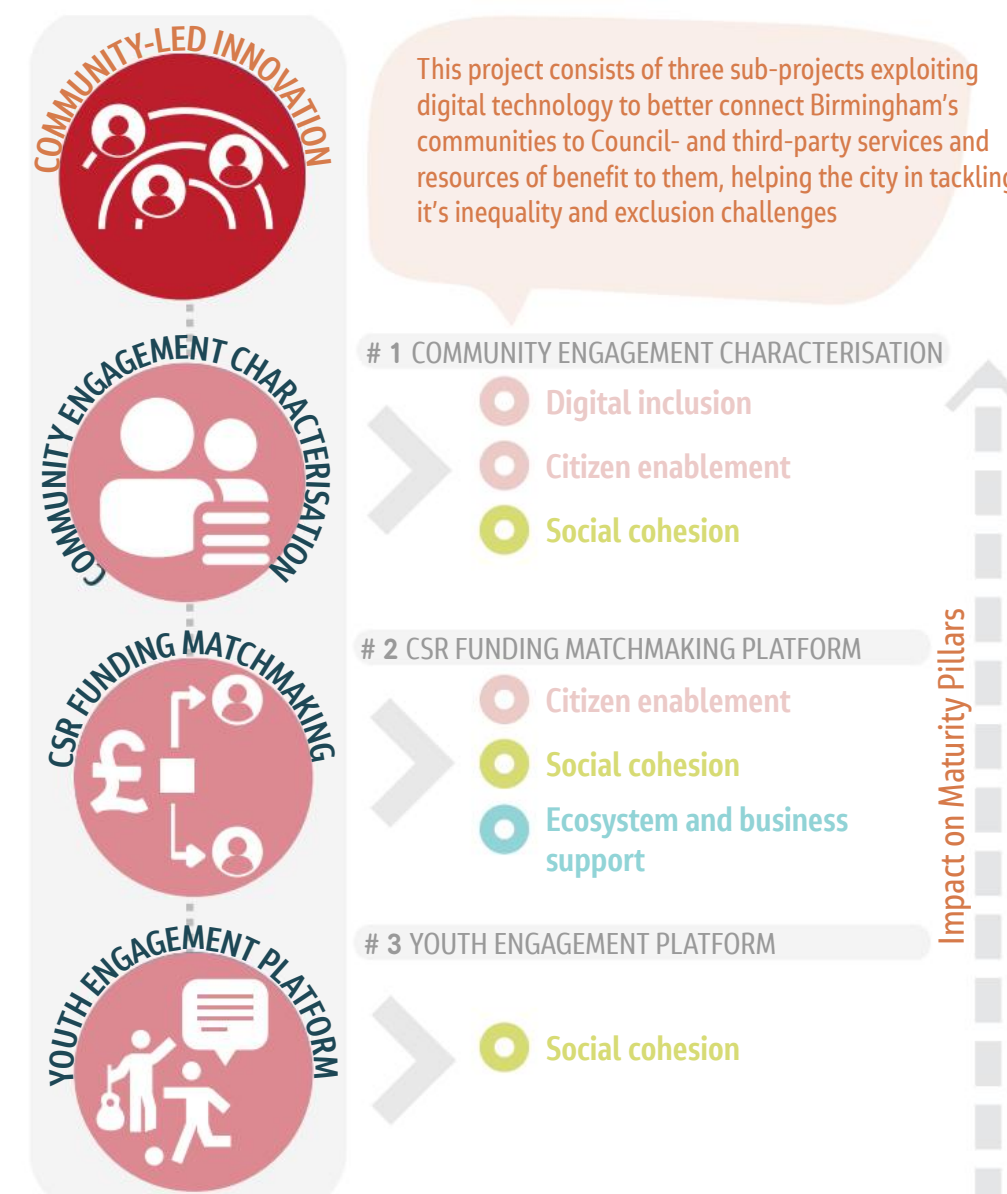 COMMUNITY-LED INNOVATION
This project consists of three sub-projects exploiting
digital technology to better connect Birmingham's
communities to Council- and third-party services and
resources of benefit to them, helping the city in tackling
it's inequality and exclusion challenges
COMMUNITY ENGAGEMENT CHARACTERISATION
# 1 COMMUNITY ENGAGEMENT CHARACTERISATION
Digital inclusion
Citizen enablement
Social cohesion
CSR FUNDING MATCHMAKING
£
# 2 CSR FUNDING MATCHMAKING PLATFORM
Citizen enablement
Social cohesion
Ecosystem and business
support
YOUTH ENGAGEMENT PLATFORM
# 3 YOUTH ENGAGEMENT PLATFORM
Social cohesion
Impact on Maturity Pillars